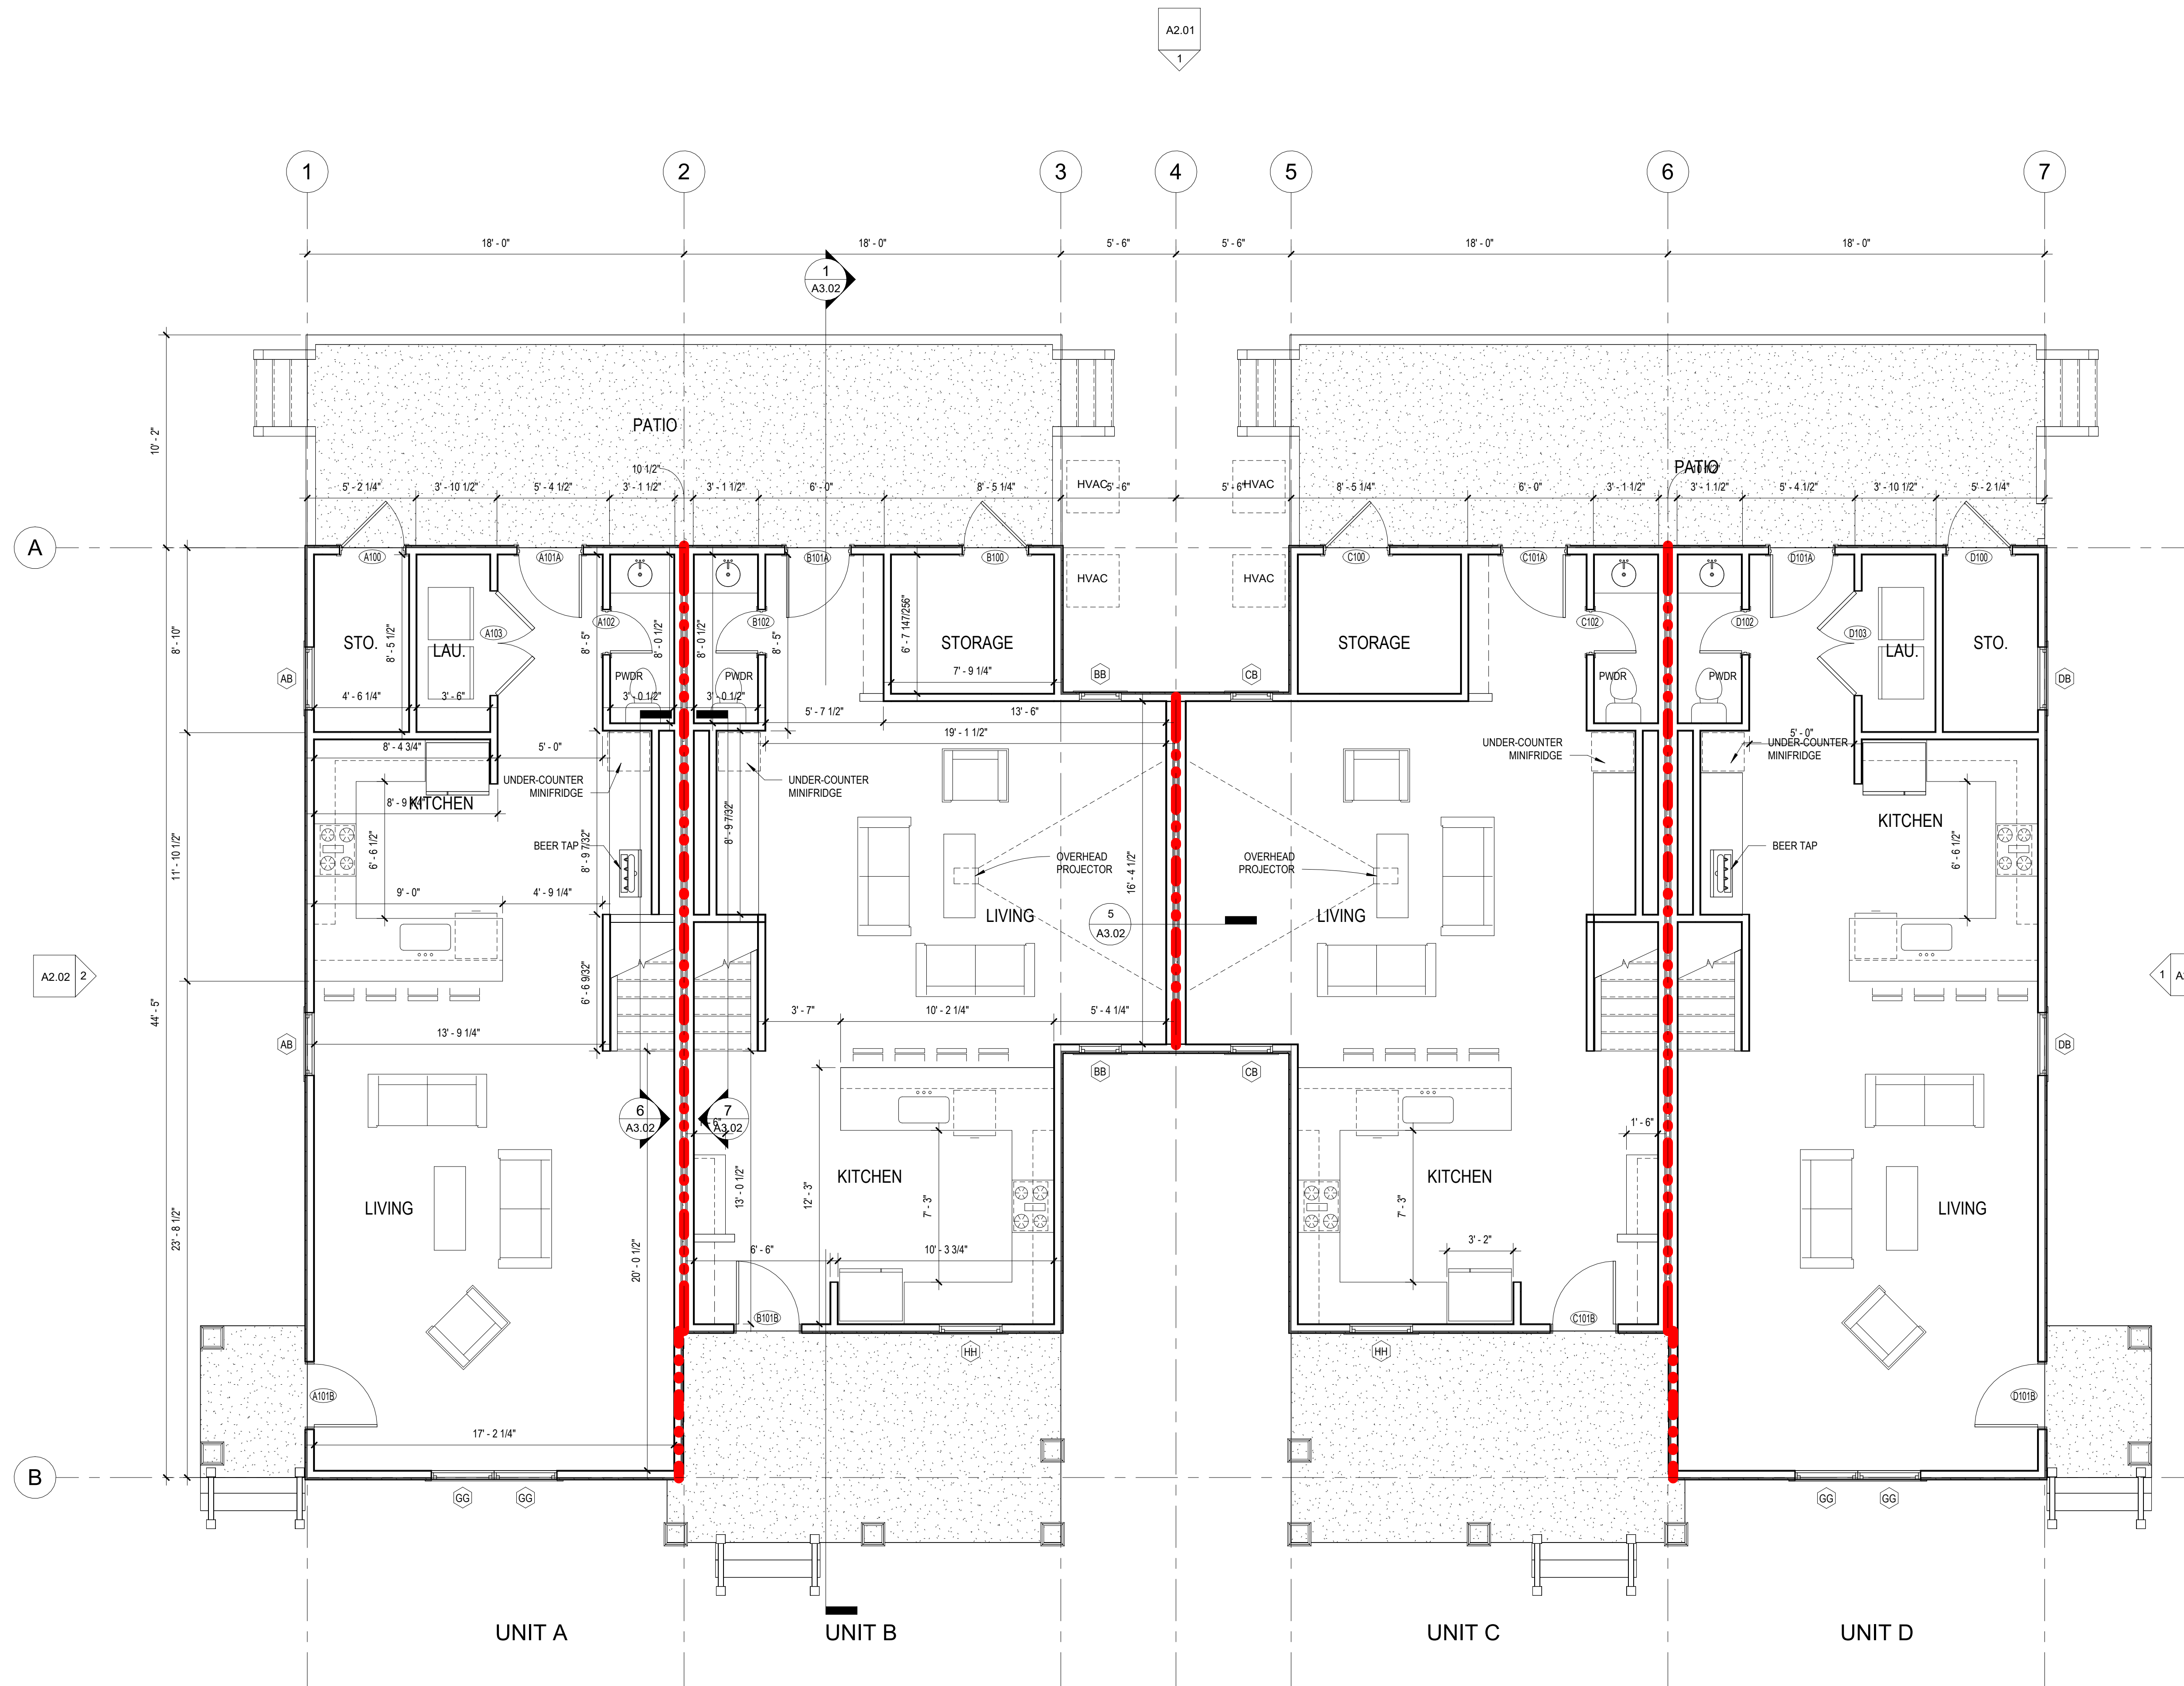 A2.01
1
1
2
3
4
5
6
7
18' - 0"
18' - 0"
5' - 6"
5' - 6"
18' - 0"
18' - 0"
1
A3.02
10' - 2"
PATIO
PATIO
10 1/2"
10 1/2"
HVAC
HVAC
5' - 2 1/4"
3' - 10 1/2"
5' - 4 1/2"
3' - 1 1/2"
3' - 1 1/2"
6' - 0"
8' - 5 1/4"
5' - 6"
5' - 6"
8' - 5 1/4"
6' - 0"
3' - 1 1/2"
3' - 1 1/2"
5' - 4 1/2"
3' - 10 1/2"
5' - 2 1/4"
A
A100
A101A
B101A
B100
C100
C101A
D101A
D100
HVAC
HVAC
8' - 10"
STO.
8' - 5 1/2"
LAU.
A103
A102
8' - 5"
8' - 0 1/2"
8' - 0 1/2"
B102
8' - 5"
6' - 7 147/256"
STORAGE
STORAGE
C102
D102
D103
LAU.
STO.
AB
4' - 6 1/4"
3' - 6"
PWDR
3' - 0 1/2"
PWDR
3' - 0 1/2"
7' - 9 1/4"
BB
CB
PWDR
PWDR
DB
5' - 7 1/2"
13' - 6"
19' - 1 1/2"
8' - 4 3/4"
5' - 0"
5' - 0"
UNDER-COUNTER
MINIFRIDGE
UNDER-COUNTER
MINIFRIDGE
UNDER-COUNTER
MINIFRIDGE
UNDER-COUNTER
MINIFRIDGE
KITCHEN
KITCHEN
11' - 10 1/2"
6' - 6 1/2"
BEER TAP
8' - 9 7/32"
8' - 9 7/32"
OVERHEAD
PROJECTOR
OVERHEAD
PROJECTOR
16' - 4 1/2"
BEER TAP
6' - 6 1/2"
9' - 0"
4' - 9 1/4"
LIVING
5
A3.02
LIVING
A2.02
2
1
44' - 5"
6' - 6 9/32"
3' - 7"
10' - 2 1/4"
5' - 4 1/4"
AB
13' - 9 1/4"
BB
CB
DB
6
A3.02
7
A3.02
1' - 6"
KITCHEN
KITCHEN
LIVING
LIVING
23' - 8 1/2"
20' - 0 1/2"
13' - 0 1/2"
12' - 3"
7' - 3"
7' - 3"
3' - 2"
6' - 6"
10' - 3 3/4"
B101B
C101B
HH
HH
A101B
D101B
17' - 2 1/4"
B
GG
GG
GG
GG
UNIT A
UNIT B
UNIT C
UNIT D